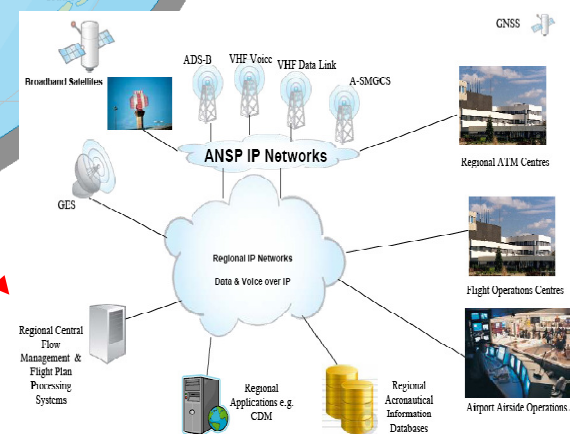 GNSS
Broadband Satellites
ADS-B
VHF Voice
VHF Data Link
A-SMGCS
ANSP IP Networks
Regional ATM Centres
GES
Regional IP Networks
Data & Voice over IP
Flight Operations Centres
Regional Central
Flow
Management &
Flight Plan
Processing
Systems
Regional
Applications e.g.
CDM
Regional
Aeronautical
Information
Databases
Airport Airside Operations